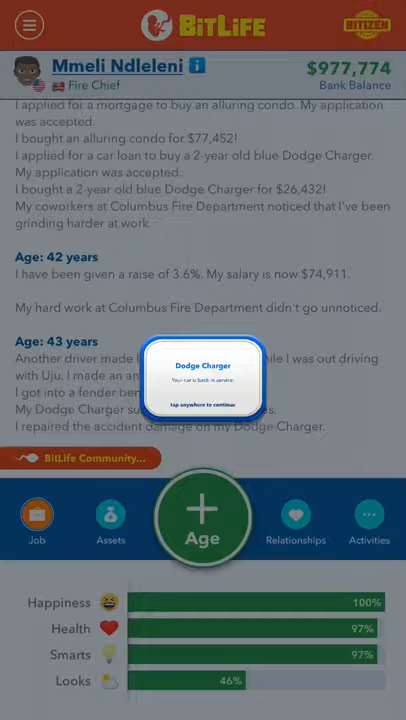 BITLIFE
BITIZEN
Mmeli Ndleleni i
$977,774
Fire Chief
Bank Balance
I applied for a mortgage to buy an alluring condo. My application
was accepted.
I bought an alluring condo for $77,452!
I applied for a car loan to buy a 2-year old blue Dodge Charger.
My application was accepted.
I bought a 2-year old blue Dodge Charger for $26,432!
My coworkers at Columbus Fire Department noticed that I've been
grinding harder at work
Age: 42 years
I have been given a raise of 3.6%. My salary is now $74,911.
My hard work at Columbus Fire Department didn't go unnoticed.
Age: 43 years
Another driver made while I was out driving
with Uju. I made an
I got into a fender
My Dodge Charger
I repaired the accident damage on my Dodge Charger.
Dodge Charger
Your car is back in service.
tap anywhere to continue
BitLife Community...
Job
Assets
Age
Relationships
Activities
Happiness 100%
Health 97%
Smarts 97%
Looks 46%